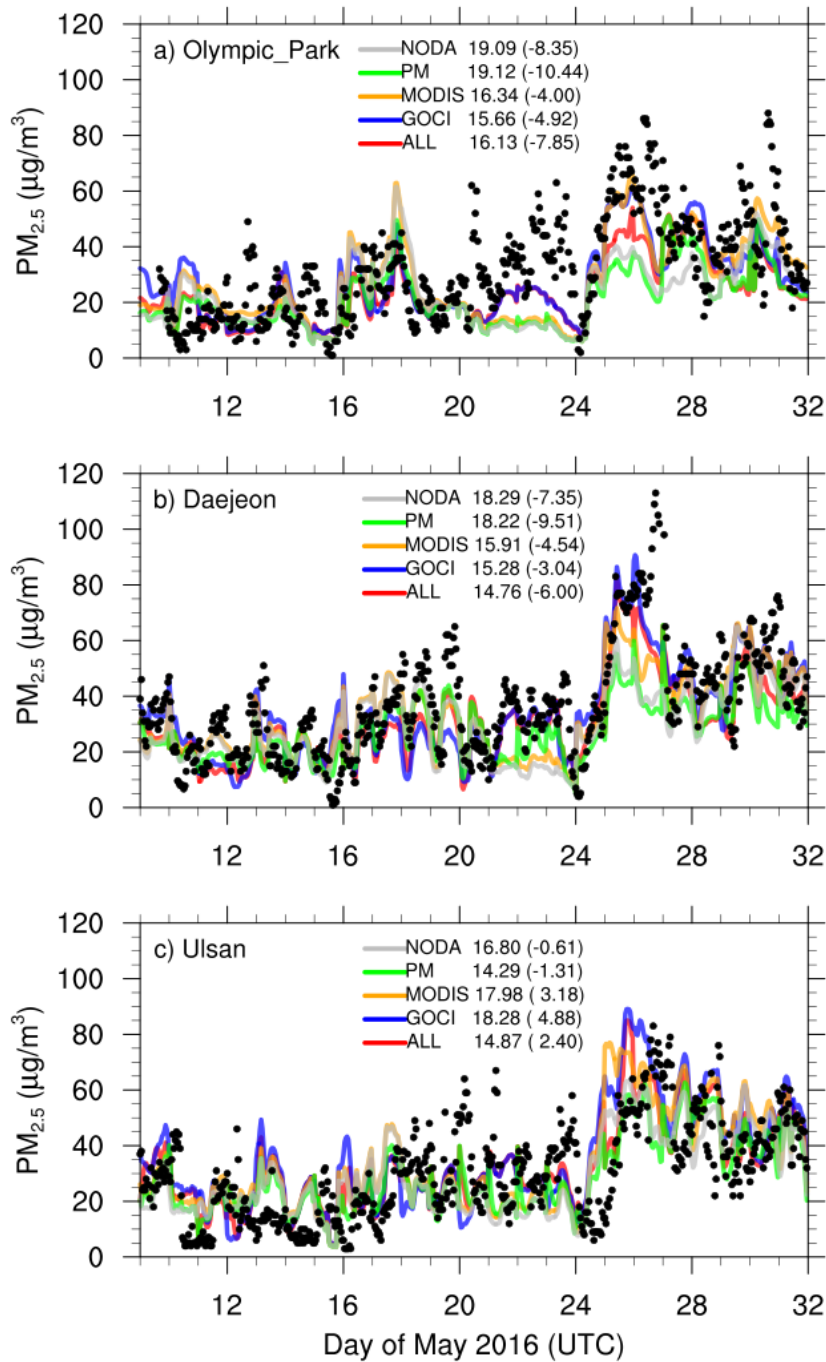 a) Olympic_Park
NODA 19.09 (-8.35)
PM 19.12 (-10.44)
MODIS 16.34 (-4.00)
GOCI 15.66 (-4.92)
ALL 16.13 (-7.85)
PM2.5 (µg/m³)
120
100
80
60
40
20
0
12 16 20 24 28 32
b) Daejeon
NODA 18.29 (-7.35)
PM 18.22 (-9.51)
MODIS 15.91 (-4.54)
GOCI 15.28 (-3.04)
ALL 14.76 (-6.00)
PM2.5 (µg/m³)
120
100
80
60
40
20
0
12 16 20 24 28 32
c) Ulsan
NODA 16.80 (-0.61)
PM 14.29 (-1.31)
MODIS 17.98 ( 3.18)
GOCI 18.28 ( 4.88)
ALL 14.87 ( 2.40)
PM2.5 (µg/m³)
120
100
80
60
40
20
0
12 16 20 24 28 32
Day of May 2016 (UTC)